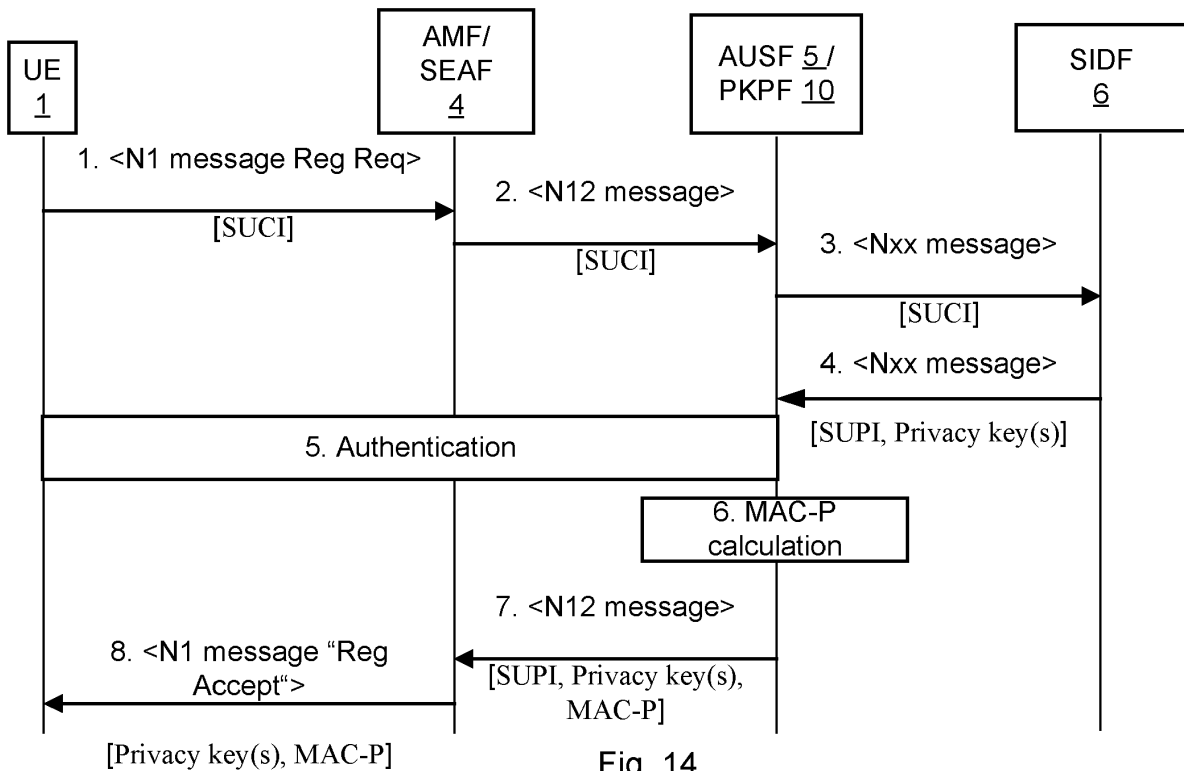 UE
1
AMF/
SEAF
4
AUSF 5 /
PKPF 10
SIDF
6
1. <N1 message Reg Req>
[SUCI]
2. <N12 message>
[SUCI]
3. <Nxx message>
[SUCI]
4. <Nxx message>
[SUPI, Privacy key(s)]
5. Authentication
6. MAC-P
calculation
7. <N12 message>
[SUPI, Privacy key(s),
MAC-P]
8. <N1 message “Reg
Accept“>
[Privacy key(s), MAC-P]
Fig. 14